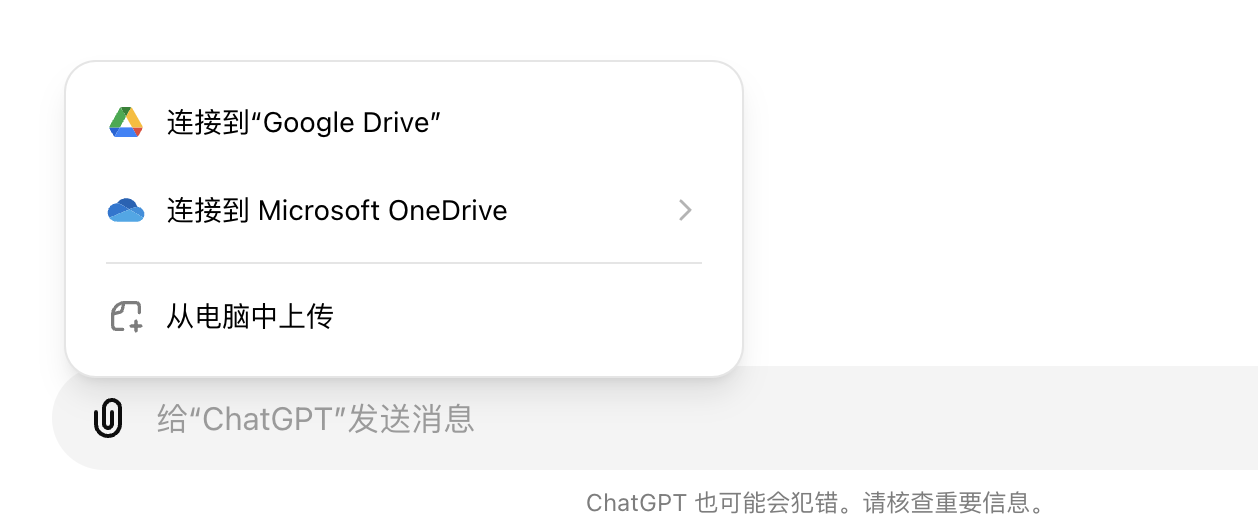 连接到“Google Drive”
连接到 Microsoft OneDrive
从电脑中上传
给“ChatGPT”发送消息
ChatGPT 也可能会犯错。请核查重要信息。